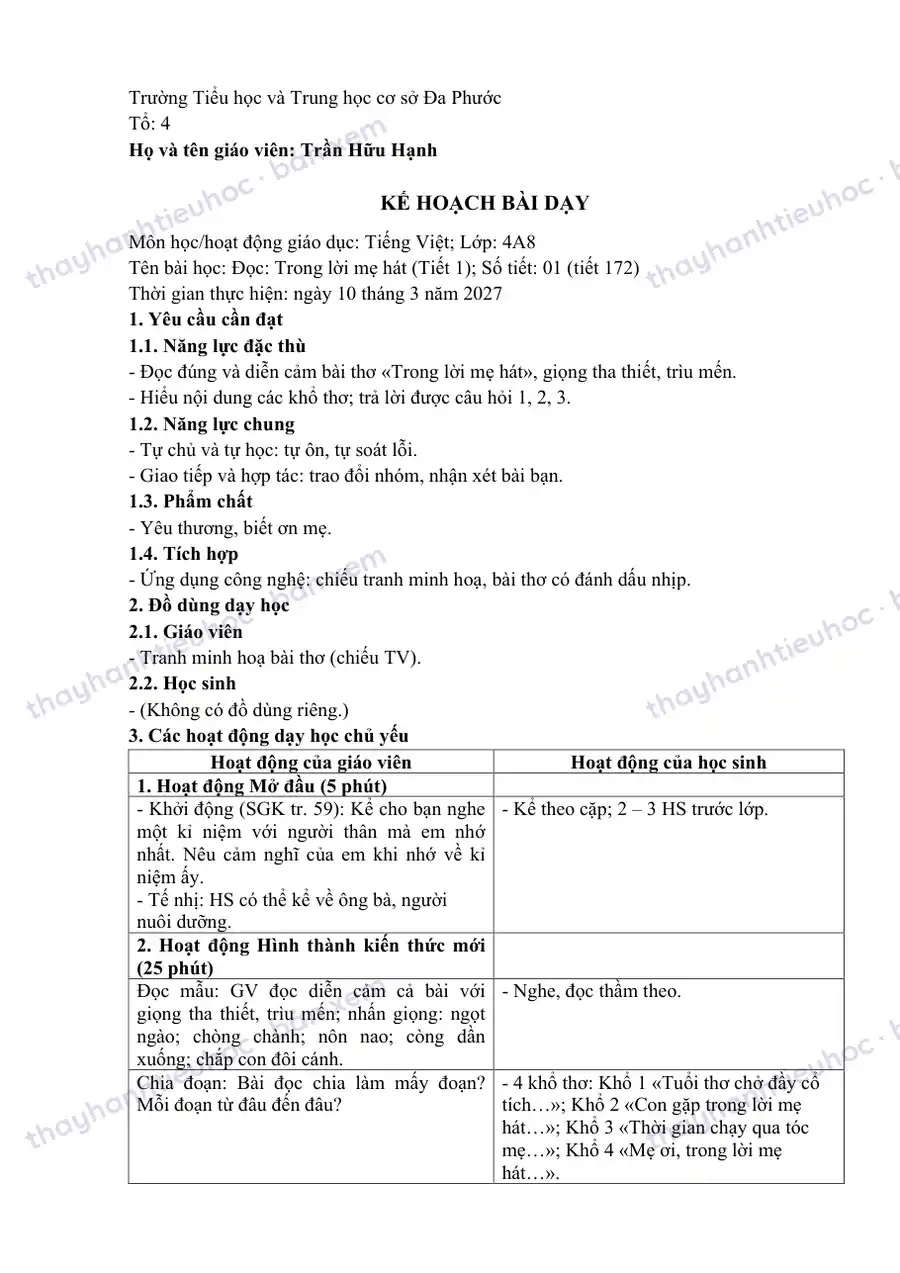 Trường Tiểu học và Trung học cơ sở Đa Phước
Tổ: 4
Họ và tên giáo viên: Trần Hữu Hạnh
KẾ HOẠCH BÀI DẠY
Môn học/hoạt động giáo dục: Tiếng Việt; Lớp: 4A8
Tên bài học: Đọc: Trong lời mẹ hát (Tiết 1); Số tiết: 01 (tiết 172)
Thời gian thực hiện: ngày 10 tháng 3 năm 2027
1. Yêu cầu cần đạt
1.1. Năng lực đặc thù
- Đọc đúng và diễn cảm bài thơ «Trong lời mẹ hát», giọng tha thiết, trìu mến.
- Hiểu nội dung các khổ thơ; trả lời được câu hỏi 1, 2, 3.
1.2. Năng lực chung
- Tự chủ và tự học: tự ôn, tự soát lỗi.
- Giao tiếp và hợp tác: trao đổi nhóm, nhận xét bài bạn.
1.3. Phẩm chất
- Yêu thương, biết ơn mẹ.
1.4. Tích hợp
- Ứng dụng công nghệ: chiếu tranh minh hoạ, bài thơ có đánh dấu nhịp.
2. Đồ dùng dạy học
2.1. Giáo viên
- Tranh minh hoạ bài thơ (chiếu TV).
2.2. Học sinh
- (Không có đồ dùng riêng.)
3. Các hoạt động dạy học chủ yếu
Hoạt động của giáo viên
Hoạt động của học sinh
1. Hoạt động Mở đầu (5 phút)
- Khởi động (SGK tr. 59): Kể cho bạn nghe
một kỉ niệm với người thân mà em nhớ
nhất. Nêu cảm nghĩ của em khi nhớ về kỉ
niệm ấy.
- Tế nhị: HS có thể kể về ông bà, người
nuôi dưỡng.
- Kể theo cặp; 2 – 3 HS trước lớp.
2. Hoạt động Hình thành kiến thức mới
(25 phút)
Đọc mẫu: GV đọc diễn cảm cả bài với
giọng tha thiết, trìu mến; nhấn giọng: ngọt
ngào; chòng chành; nôn nao; còng dần
xuống; chắp con đôi cánh.
- Nghe, đọc thầm theo.
Chia đoạn: Bài đọc chia làm mấy đoạn?
Mỗi đoạn từ đâu đến đâu?
- 4 khổ thơ: Khổ 1 «Tuổi thơ chở đầy cổ
tích…»; Khổ 2 «Con gặp trong lời mẹ
hát…»; Khổ 3 «Thời gian chạy qua tóc
mẹ…»; Khổ 4 «Mẹ ơi, trong lời mẹ
hát…».
thayhanhtieuhoc · bản xem
thayhanhtieuhoc · b
thayhanhtieuhoc · bản xem
thayhanhtieuhoc · b
thayhanhtieuhoc · bản xem
thayhanhtieuhoc · b